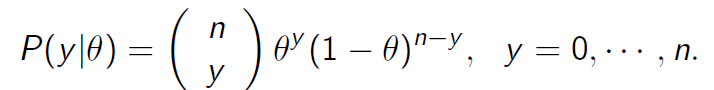 P(y|θ) = ( n y ) θ^y (1 − θ)^{n−y}, y = 0, ⋯ , n.